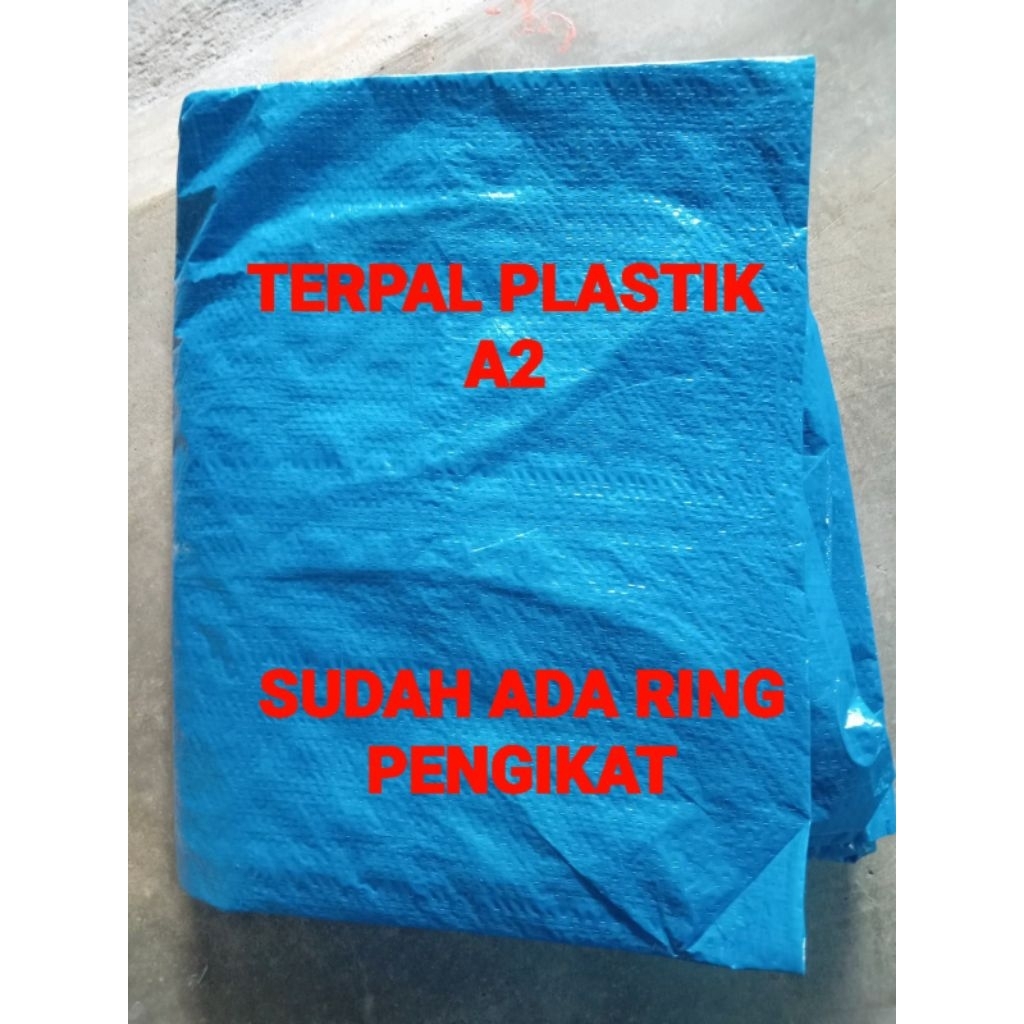 TERPAL PLASTIK
A2
SUDAH ADA RING
PENGIKAT